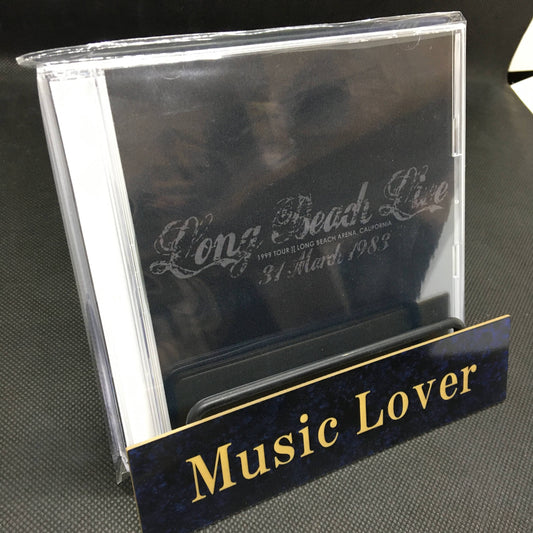 Long Beach Live
1999 TOUR || LONG BEACH ARENA, CALIFORNIA
31 March 1983
Music Lover